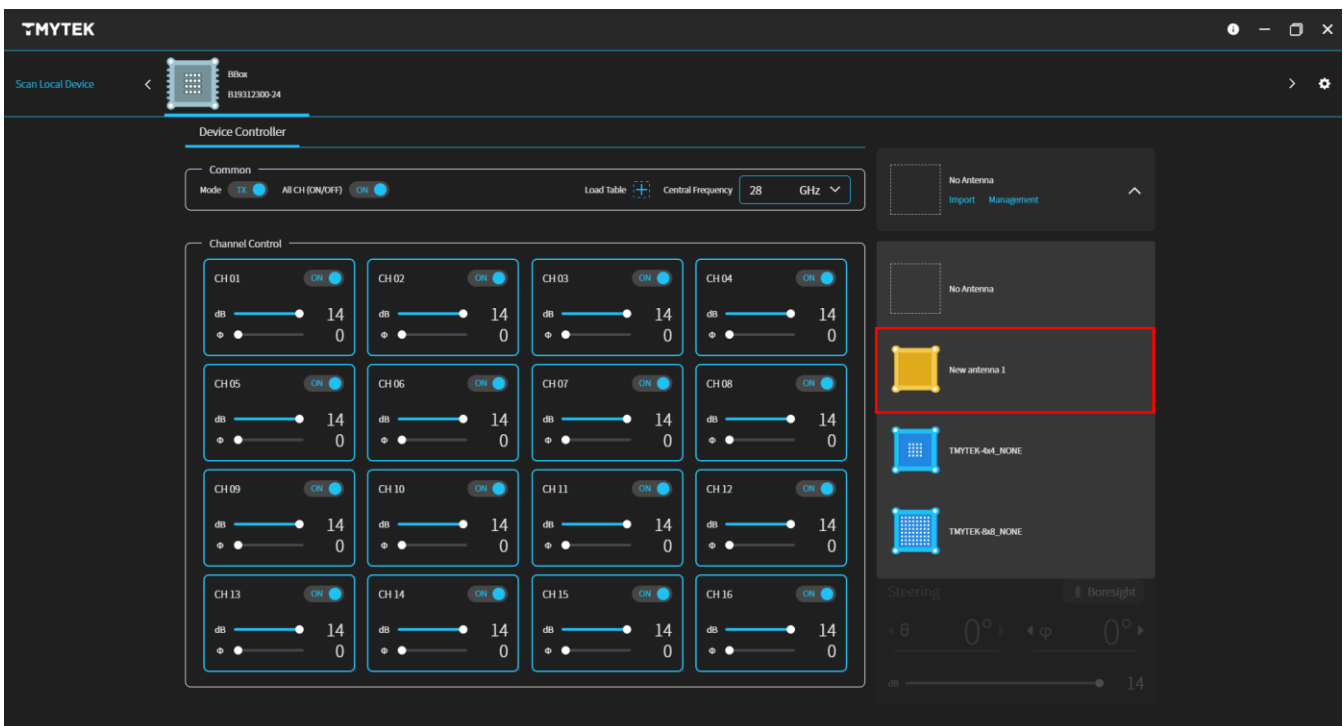 TMYTEK
Scan Local Device
BBox
B19312300-24
Device Controller
Common
Mode TX All CH (ON/OFF) ON Load Table Central Frequency 28 GHz
No Antenna
Import Management
Channel Control
CH 01 ON CH 02 ON CH 03 ON CH 04 ON
dB 14 dB 14 dB 14 dB 14
Φ 0 Φ 0 Φ 0 Φ 0
CH 05 ON CH 06 ON CH 07 ON CH 08 ON
dB 14 dB 14 dB 14 dB 14
Φ 0 Φ 0 Φ 0 Φ 0
CH 09 ON CH 10 ON CH 11 ON CH 12 ON
dB 14 dB 14 dB 14 dB 14
Φ 0 Φ 0 Φ 0 Φ 0
CH 13 ON CH 14 ON CH 15 ON CH 16 ON
dB 14 dB 14 dB 14 dB 14
Φ 0 Φ 0 Φ 0 Φ 0
No Antenna
New antenna 1
TMYTEK-4x4_NONE
TMYTEK-8x8_NONE
Steering Boresight
θ 0° φ 0°
dB 14